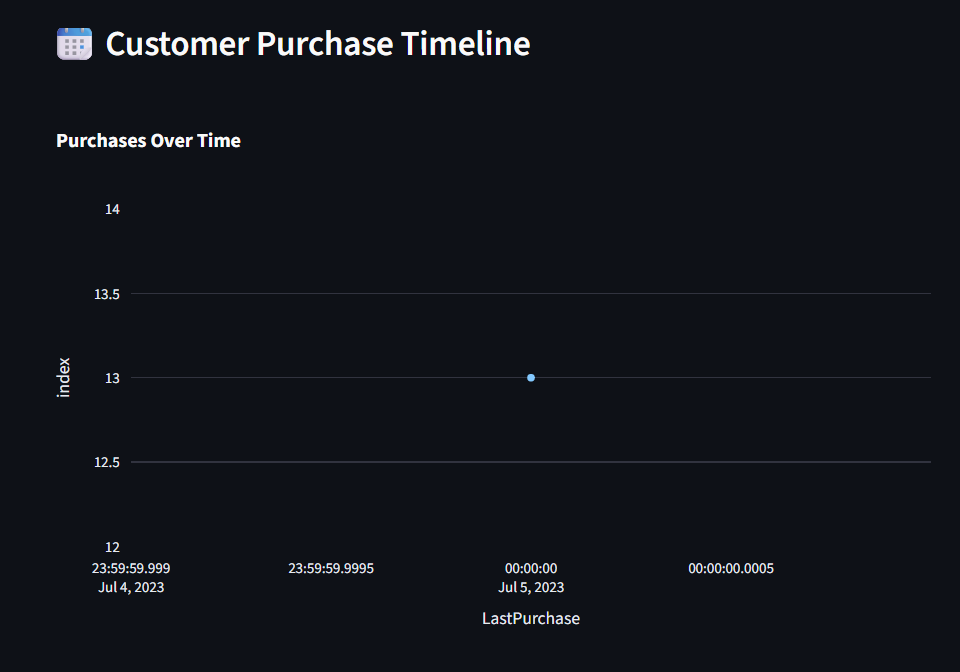 Customer Purchase Timeline
Purchases Over Time
14
13.5
13
12.5
12
index
23:59:59.999
Jul 4, 2023
23:59:59.9995
00:00:00
Jul 5, 2023
00:00:00.0005
LastPurchase